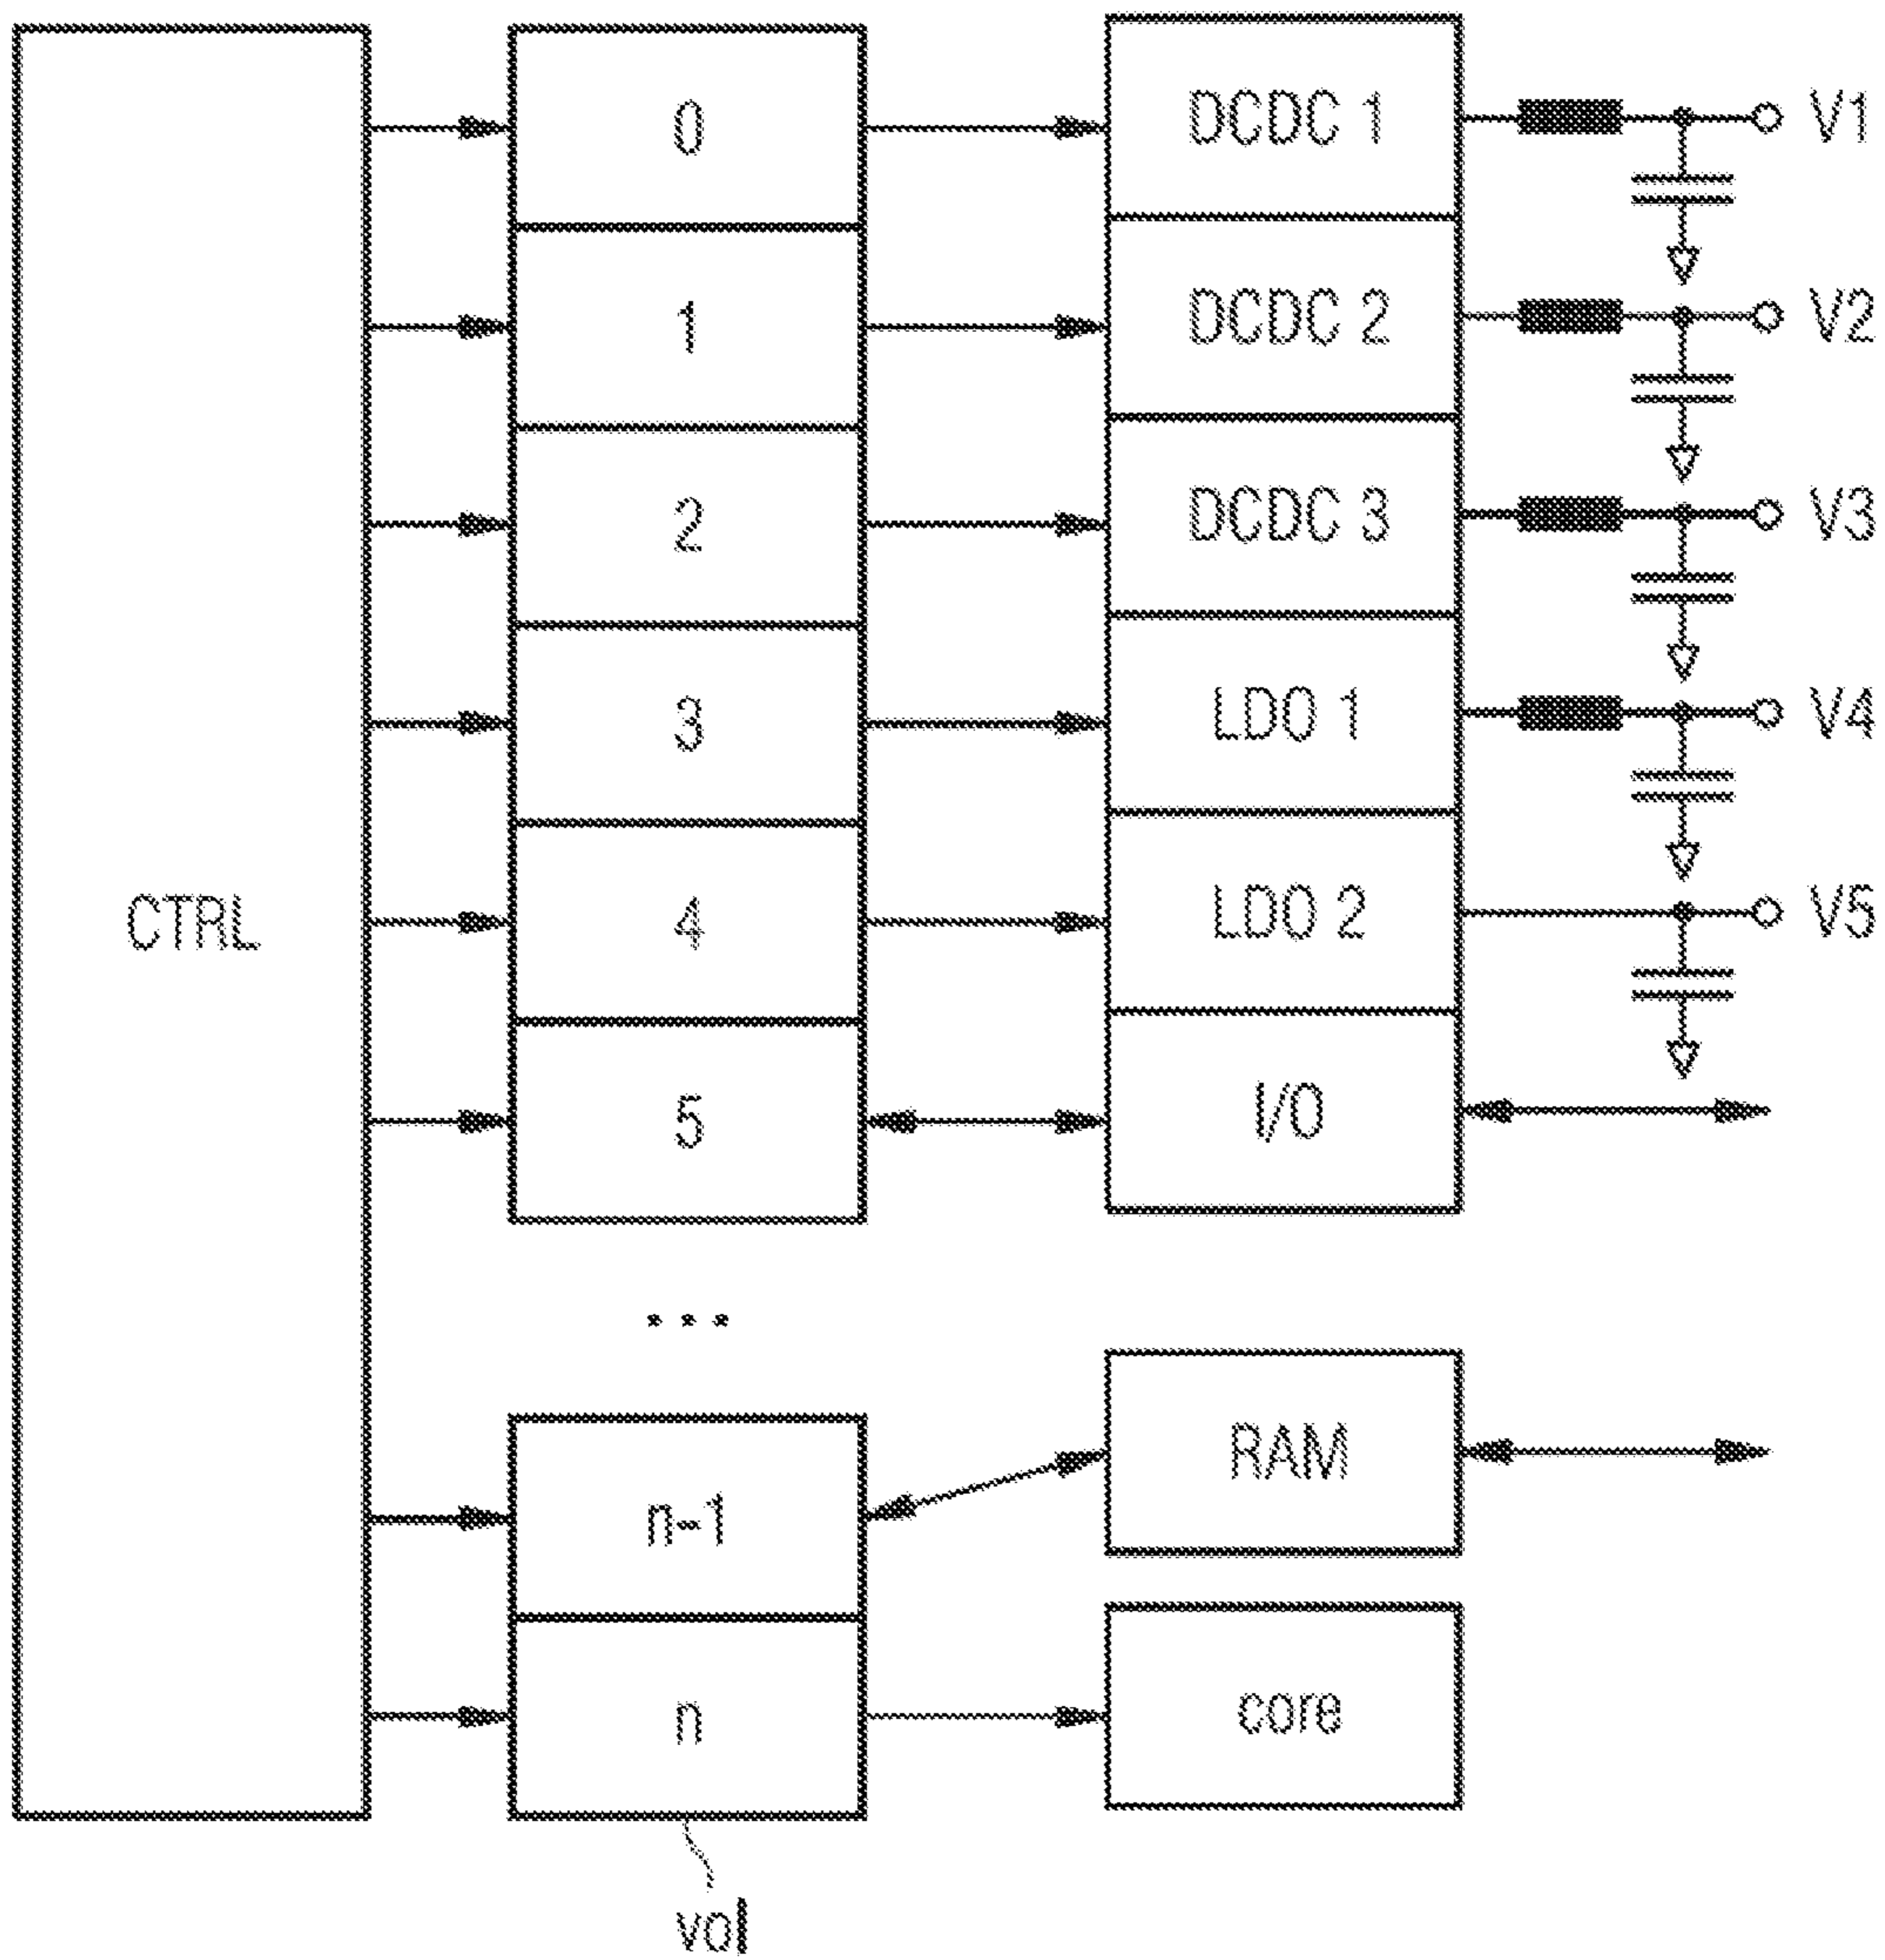 0 DCDC 1 V1
1 DCDC 2 V2
2 DCDC 3 V3
3 LDO 1 V4
CTRL 4 LDO 2 V5
5 I/O
...
n-1 RAM
n core
vol